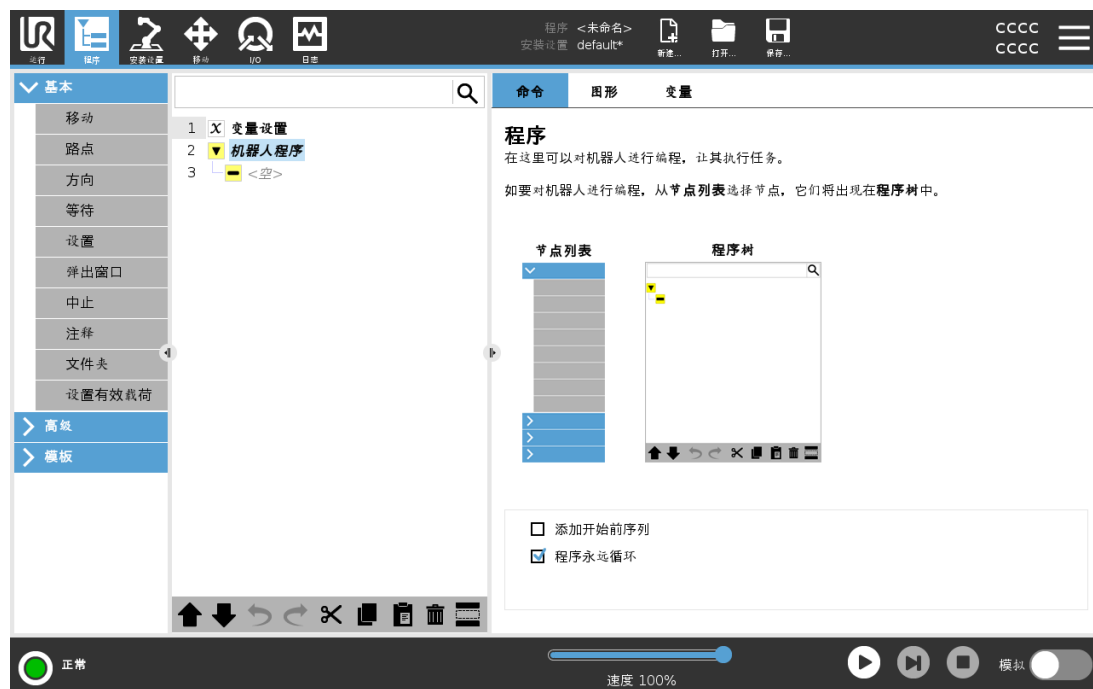 运行
程序
安装设置
移动
I/O
日志
程序 <未命名>
安装设置 default*
新建...
打开...
保存...
CCCC
CCCC
基本
移动
路点
方向
等待
设置
弹出窗口
中止
注释
文件夹
设置有效载荷
高级
模板
1 X 变量设置
2 机器人程序
3 <空>
命令 图形 变量
程序
在这里可以对机器人进行编程，让其执行任务。
如要对机器人进行编程，从节点列表选择节点，它们将出现在程序树中。
节点列表
程序树
添加开始前序列
程序永远循环
正常
速度 100%
模拟